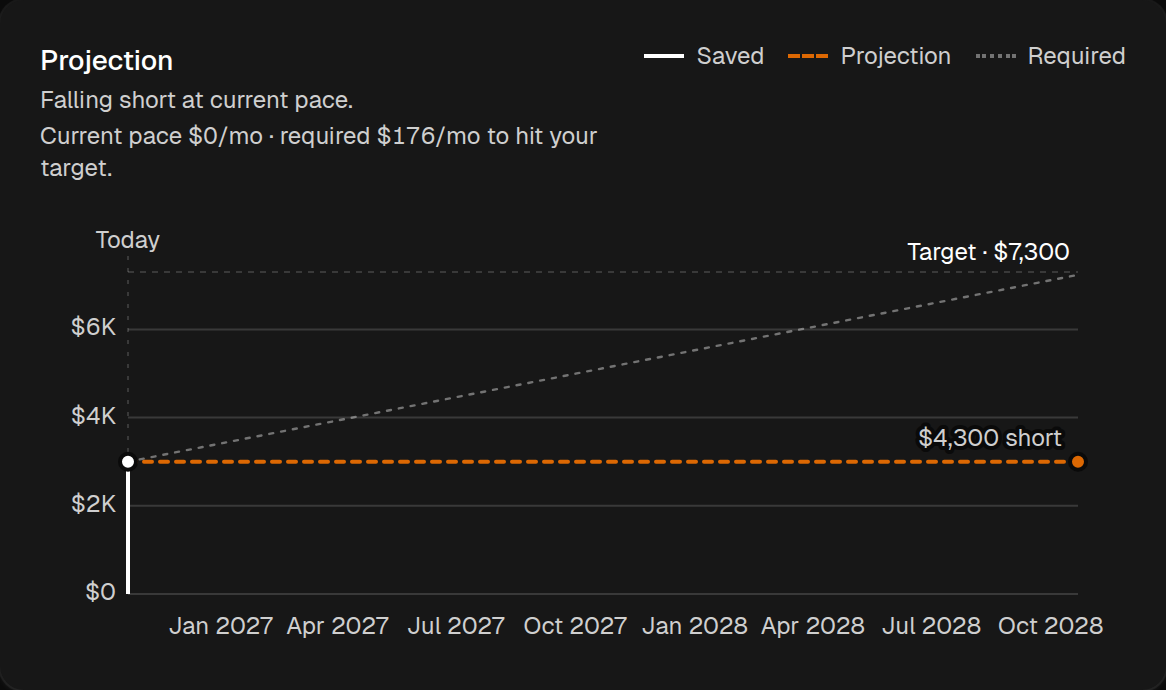 Projection
Saved
Projection
Required
Falling short at current pace.
Current pace $0/mo · required $176/mo to hit your
target.
Today
Target · $7,300
$6K
$4K
$4,300 short
$2K
$0
Jan 2027
Apr 2027
Jul 2027
Oct 2027
Jan 2028
Apr 2028
Jul 2028
Oct 2028